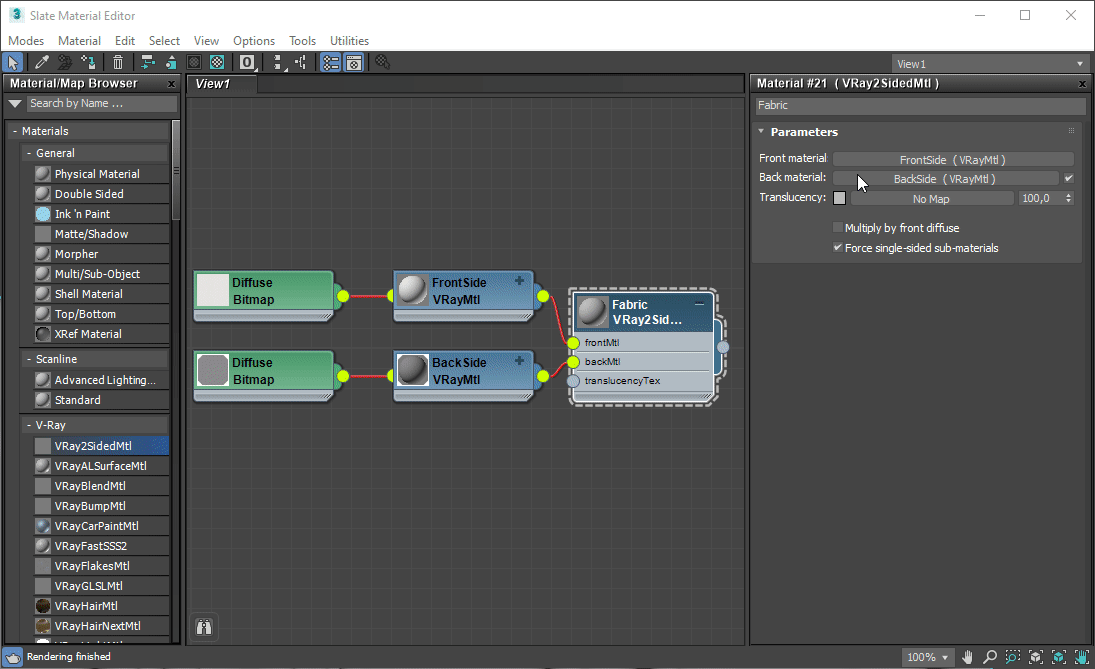 Slate Material Editor
Modes Material Edit Select View Options Tools Utilities
0
View1
Material/Map Browser x
Search by Name ...
- Materials
- General
Physical Material
Double Sided
Ink 'n Paint
Matte/Shadow
Morpher
Multi/Sub-Object
Shell Material
Top/Bottom
XRef Material
- Scanline
Advanced Lighting...
Standard
- V-Ray
VRay2SidedMtl
VRayALSurfaceMtl
VRayBlendMtl
VRayBumpMtl
VRayCarPaintMtl
VRayFastSSS2
VRayFlakesMtl
VRayGLSLMtl
VRayHairMtl
VRayHairNextMtl
View1
Diffuse
Bitmap
FrontSide
VRayMtl
Diffuse
Bitmap
BackSide
VRayMtl
Fabric
VRay2Sid...
frontMtl
backMtl
translucencyTex
Material #21 ( VRay2SidedMtl ) x
Fabric
Parameters
Front material: FrontSide ( VRayMtl )
Back material: BackSide ( VRayMtl )
Translucency: No Map 100,0
Multiply by front diffuse
Force single-sided sub-materials
Rendering finished
100%